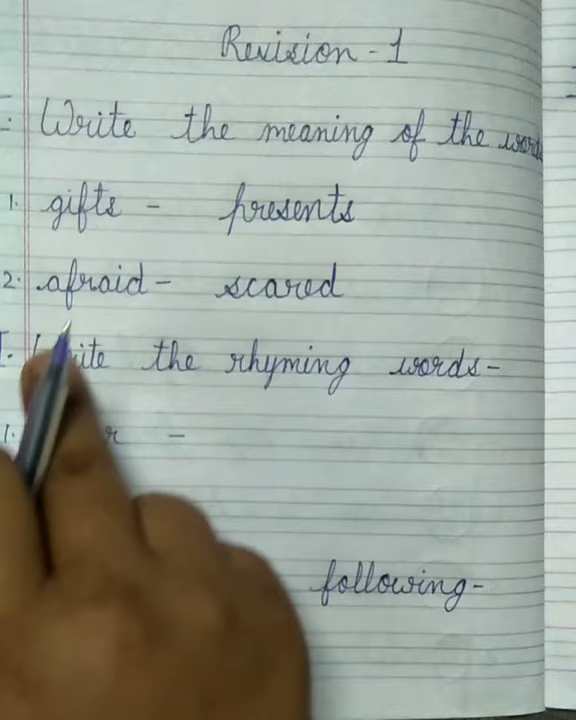 Revision - 1
I. Write the meaning of the words
1. gifts - presents
2. afraid - scared
I. Write the rhyming words -
1. -
following -